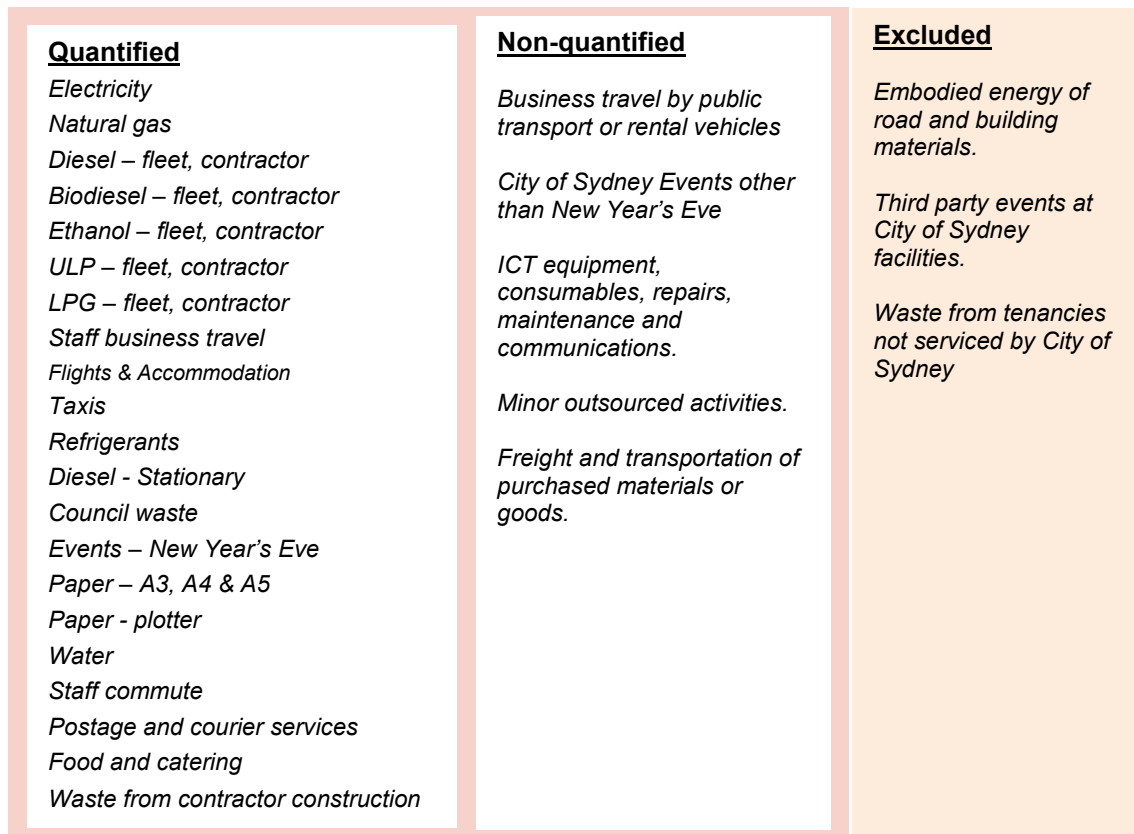 Quantified
Electricity
Natural gas
Diesel – fleet, contractor
Biodiesel – fleet, contractor
Ethanol – fleet, contractor
ULP – fleet, contractor
LPG – fleet, contractor
Staff business travel
Flights & Accommodation
Taxis
Refrigerants
Diesel - Stationary
Council waste
Events – New Year’s Eve
Paper – A3, A4 & A5
Paper - plotter
Water
Staff commute
Postage and courier services
Food and catering
Waste from contractor construction
Non-quantified
Business travel by public
transport or rental vehicles
City of Sydney Events other
than New Year’s Eve
ICT equipment,
consumables, repairs,
maintenance and
communications.
Minor outsourced activities.
Freight and transportation of
purchased materials or
goods.
Excluded
Embodied energy of
road and building
materials.
Third party events at
City of Sydney
facilities.
Waste from tenancies
not serviced by City of
Sydney